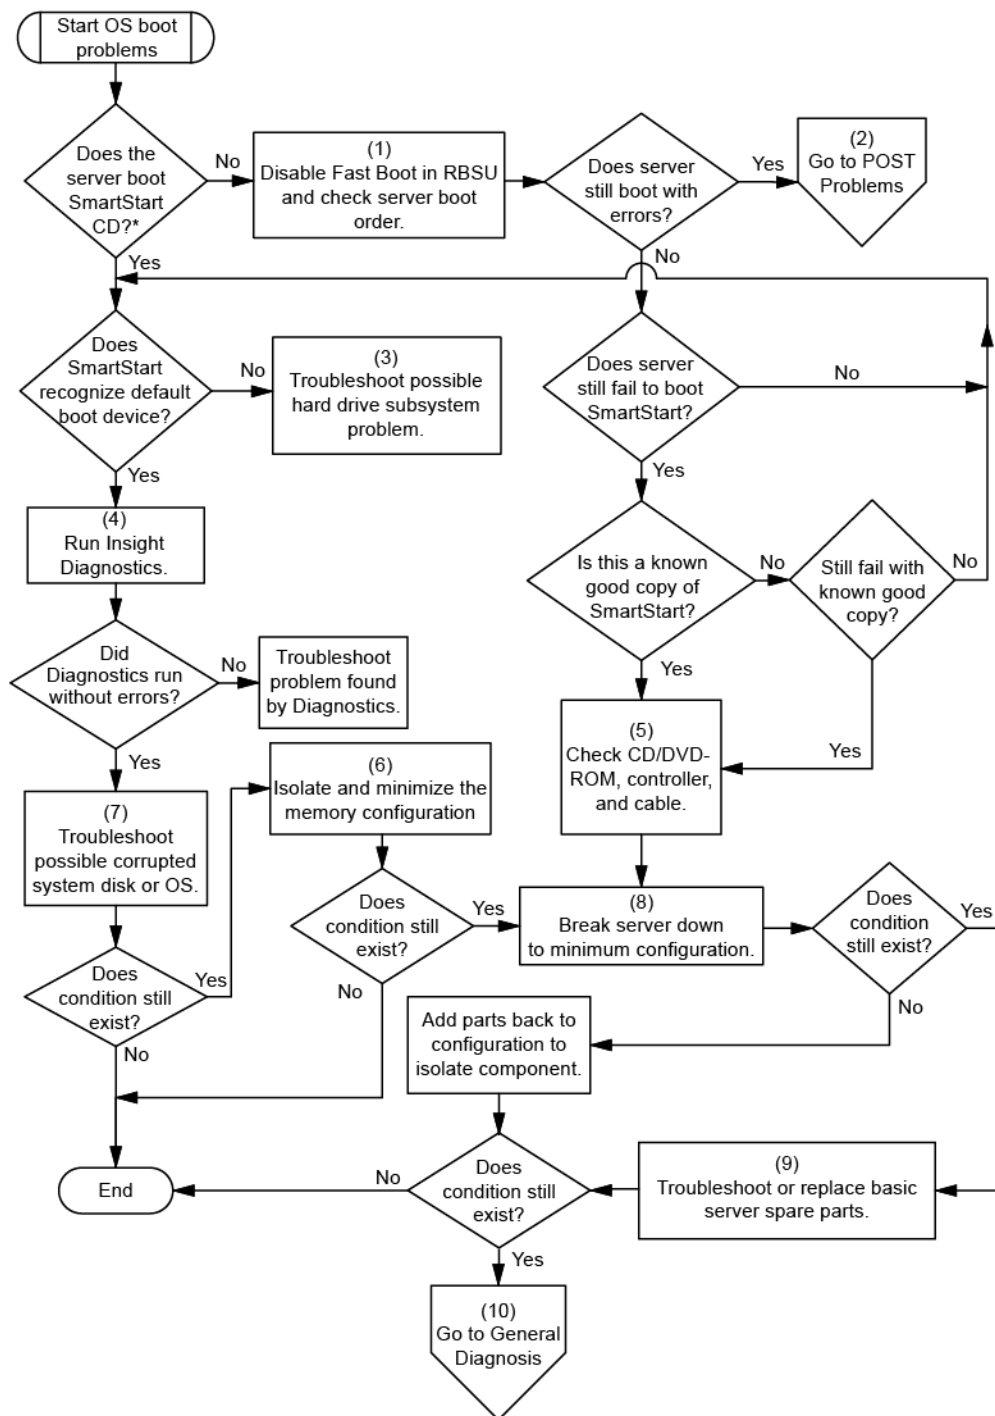 Start OS boot
problems
Does the
server boot
SmartStart
CD?*
No
(1)
Disable Fast Boot in RBSU
and check server boot
order.
Does server
still boot with
errors?
Yes
(2)
Go to POST
Problems
Yes
No
Does
SmartStart
recognize default
boot device?
No
(3)
Troubleshoot possible
hard drive subsystem
problem.
Does server
still fail to boot
SmartStart?
No
Yes
Yes
(4)
Run Insight
Diagnostics.
Is this a known
good copy of
SmartStart?
No
Still fail with
known good
copy?
No
Did
Diagnostics run
without errors?
No
Troubleshoot
problem found
by Diagnostics.
Yes
Yes
Yes
(5)
Check CD/DVD-
ROM, controller,
and cable.
(6)
Isolate and minimize the
memory configuration
(7)
Troubleshoot
possible corrupted
system disk or OS.
Does
condition still
exist?
Yes
(8)
Break server down
to minimum configuration.
Does
condition
still exist?
Yes
Does
condition still
exist?
Yes
No
No
No
Add parts back to
configuration to
isolate component.
End
No
Does
condition still
exist?
(9)
Troubleshoot or replace basic
server spare parts.
Yes
(10)
Go to General
Diagnosis